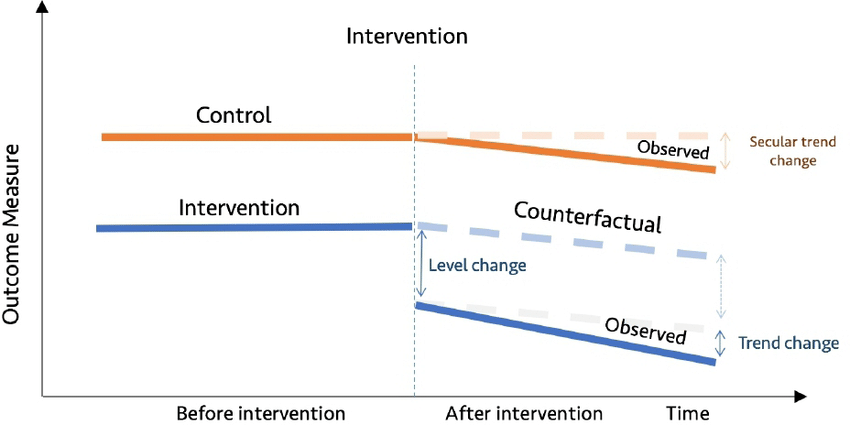 Intervention
Control
Observed
Secular trend
change
Intervention
Counterfactual
Level change
Observed
Trend change
Outcome Measure
Before intervention
After intervention
Time